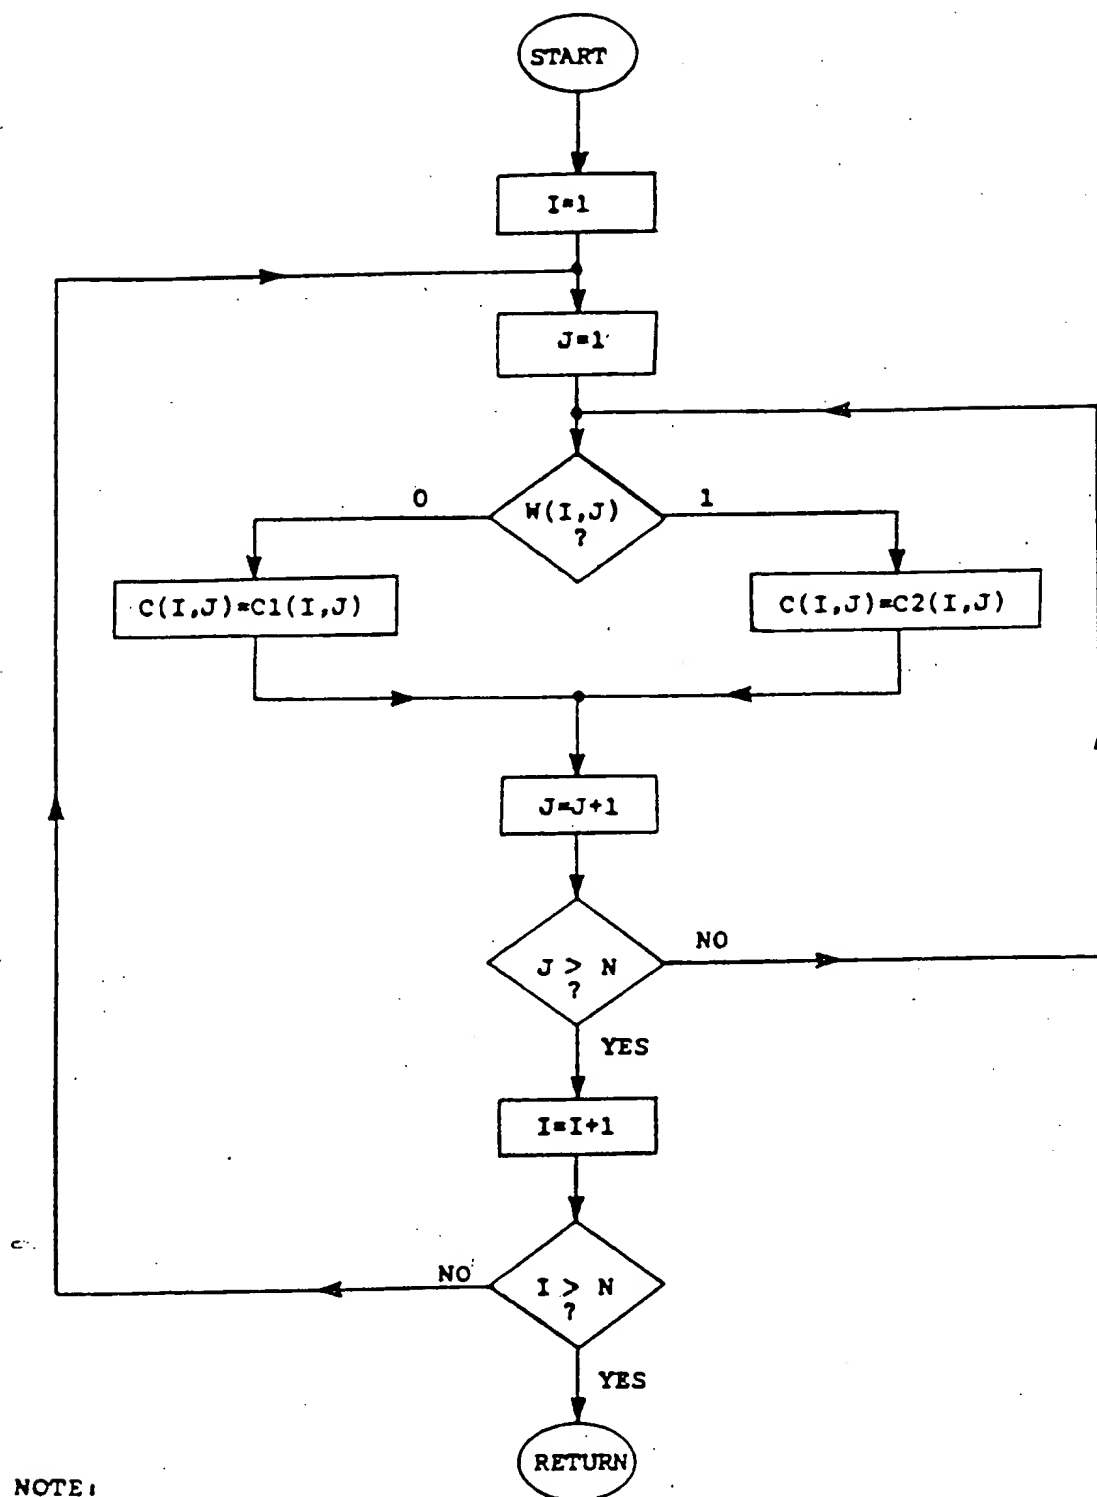 START
I=1
J=1
0
W(I,J)
?
1
C(I,J)=C1(I,J)
C(I,J)=C2(I,J)
J=J+1
J > N
?
NO
YES
I=I+1
NO
I > N
?
YES
RETURN
NOTE: